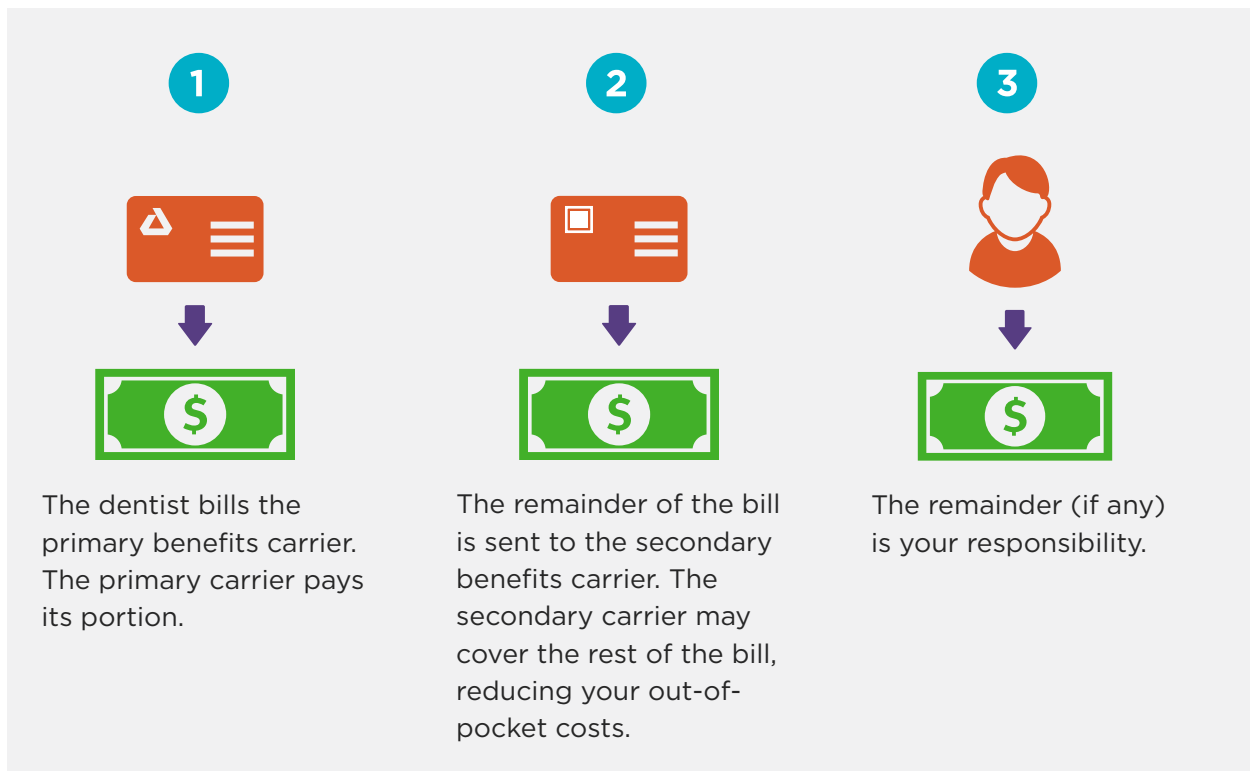 1
The dentist bills the
primary benefits carrier.
The primary carrier pays
its portion.
2
The remainder of the bill
is sent to the secondary
benefits carrier. The
secondary carrier may
cover the rest of the bill,
reducing your out-of-
pocket costs.
3
The remainder (if any)
is your responsibility.
$
$
$